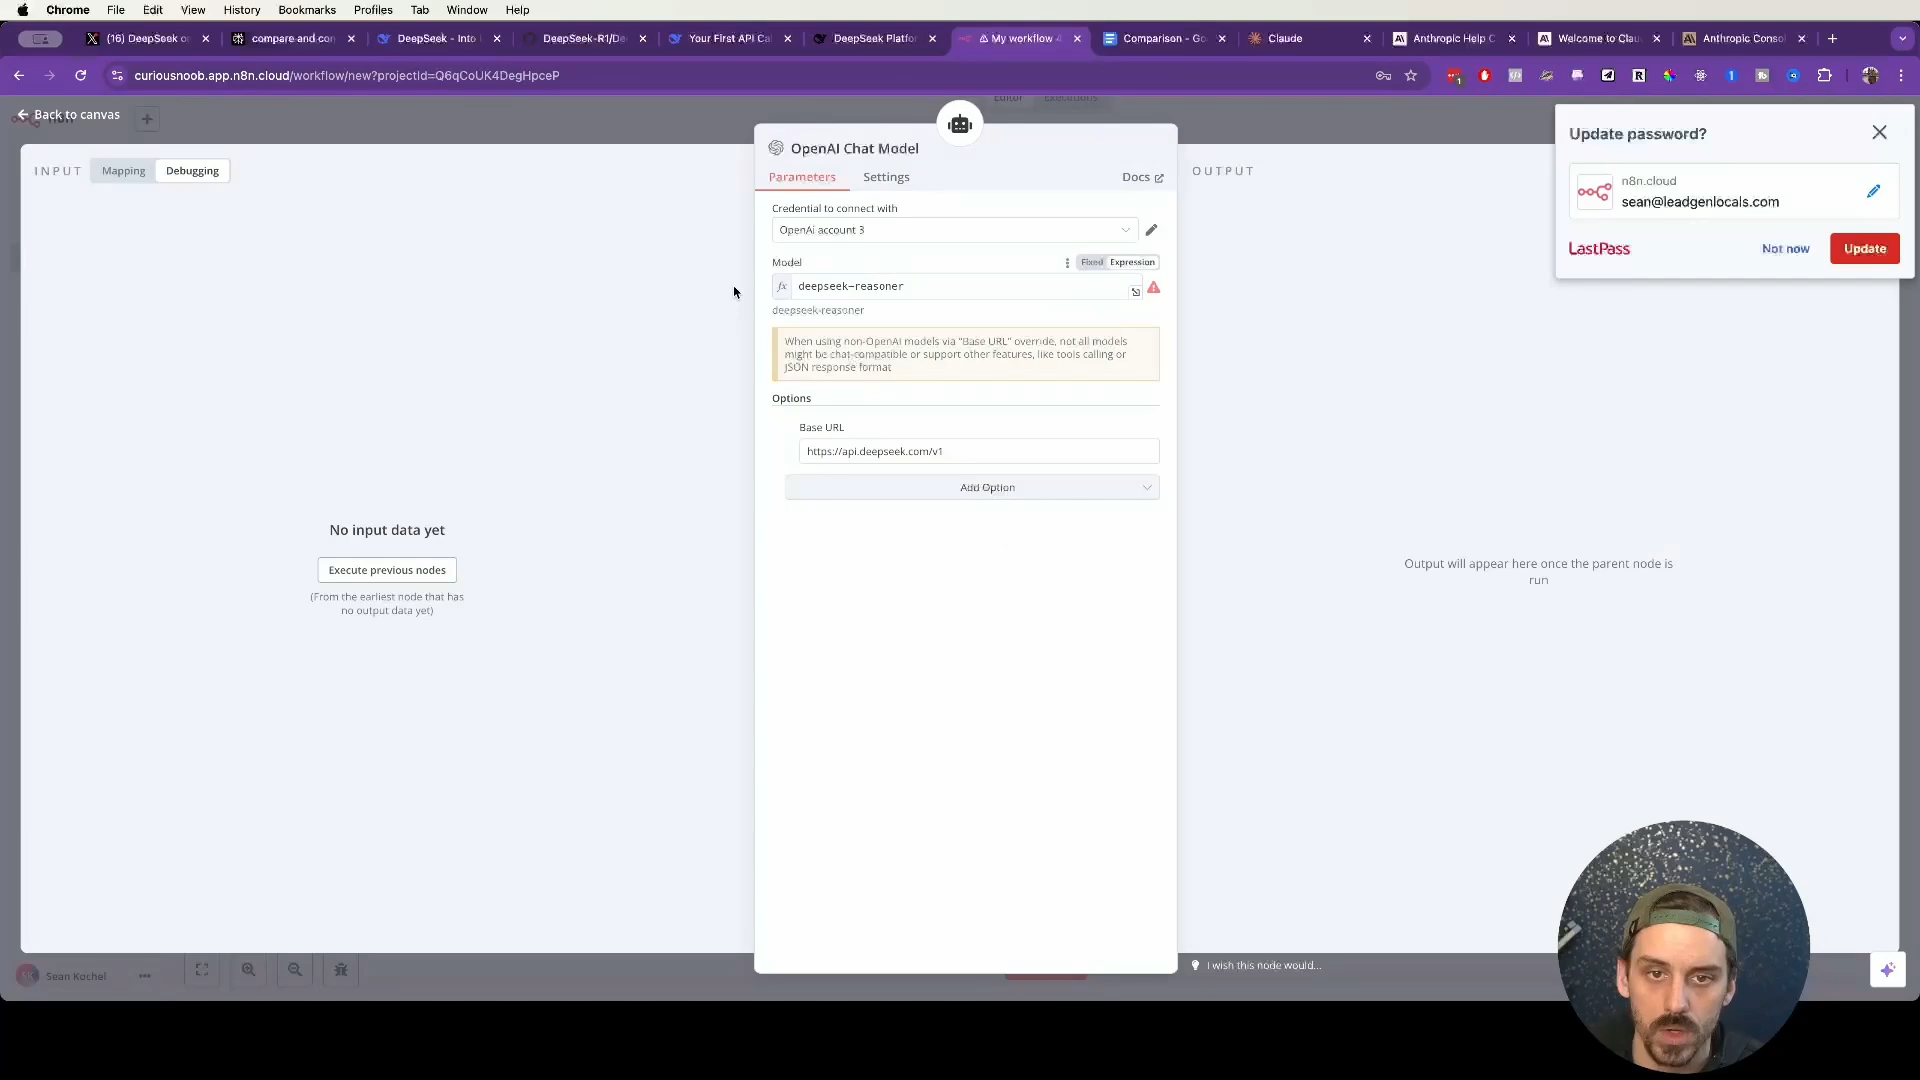 Chrome File Edit View History Bookmarks Profiles Tab Window Help
(16) DeepSeek on
compare and con
DeepSeek - Into
DeepSeek-R1/De
Your First API Cal
DeepSeek Platfor
My workflow 4
Comparison - Go
Claude
Anthropic Help C
Welcome to Clau
Anthropic Consol
curiousnoob.app.n8n.cloud/workflow/new?projectId=Q6qCoUK4DegHpceP
Back to canvas
Editor Executions
INPUT Mapping Debugging
No input data yet
Execute previous nodes
(From the earliest node that has
no output data yet)
OpenAI Chat Model
Parameters Settings Docs
Credential to connect with
OpenAi account 3
Model Fixed Expression
fx deepseek-reasoner
deepseek-reasoner
When using non-OpenAI models via "Base URL" override, not all models
might be chat-compatible or support other features, like tools calling or
JSON response format
Options
Base URL
https://api.deepseek.com/v1
Add Option
OUTPUT
Output will appear here once the parent node is
run
I wish this node would...
Update password?
n8n.cloud
sean@leadgenlocals.com
LastPass Not now Update
SK Sean Kochel